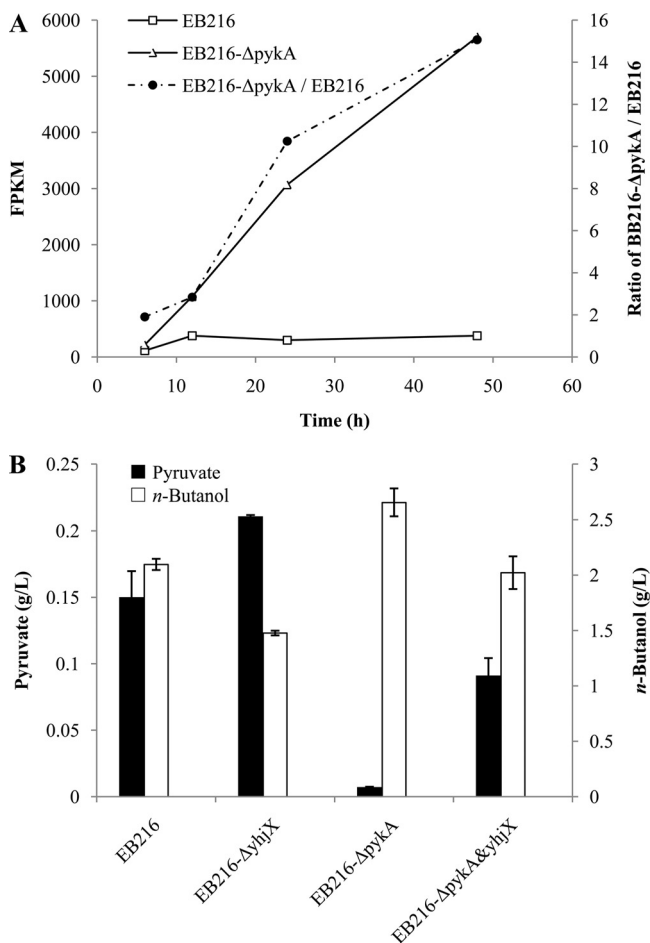 A
EB216
EB216-ΔpykA
EB216-ΔpykA / EB216
6000
5000
4000
3000
2000
1000
0
FPKM
16
14
12
10
8
6
4
2
0
Ratio of BB216-ΔpykA / EB216
0 10 20 30 40 50 60
Time (h)
B
Pyruvate
n-Butanol
0.25
0.2
0.15
0.1
0.05
0
Pyruvate (g/L)
3
2.5
2
1.5
1
0.5
0
n-Butanol (g/L)
EB216
EB216-ΔyhjX
EB216-ΔpykA
EB216-ΔpykA&yhjX